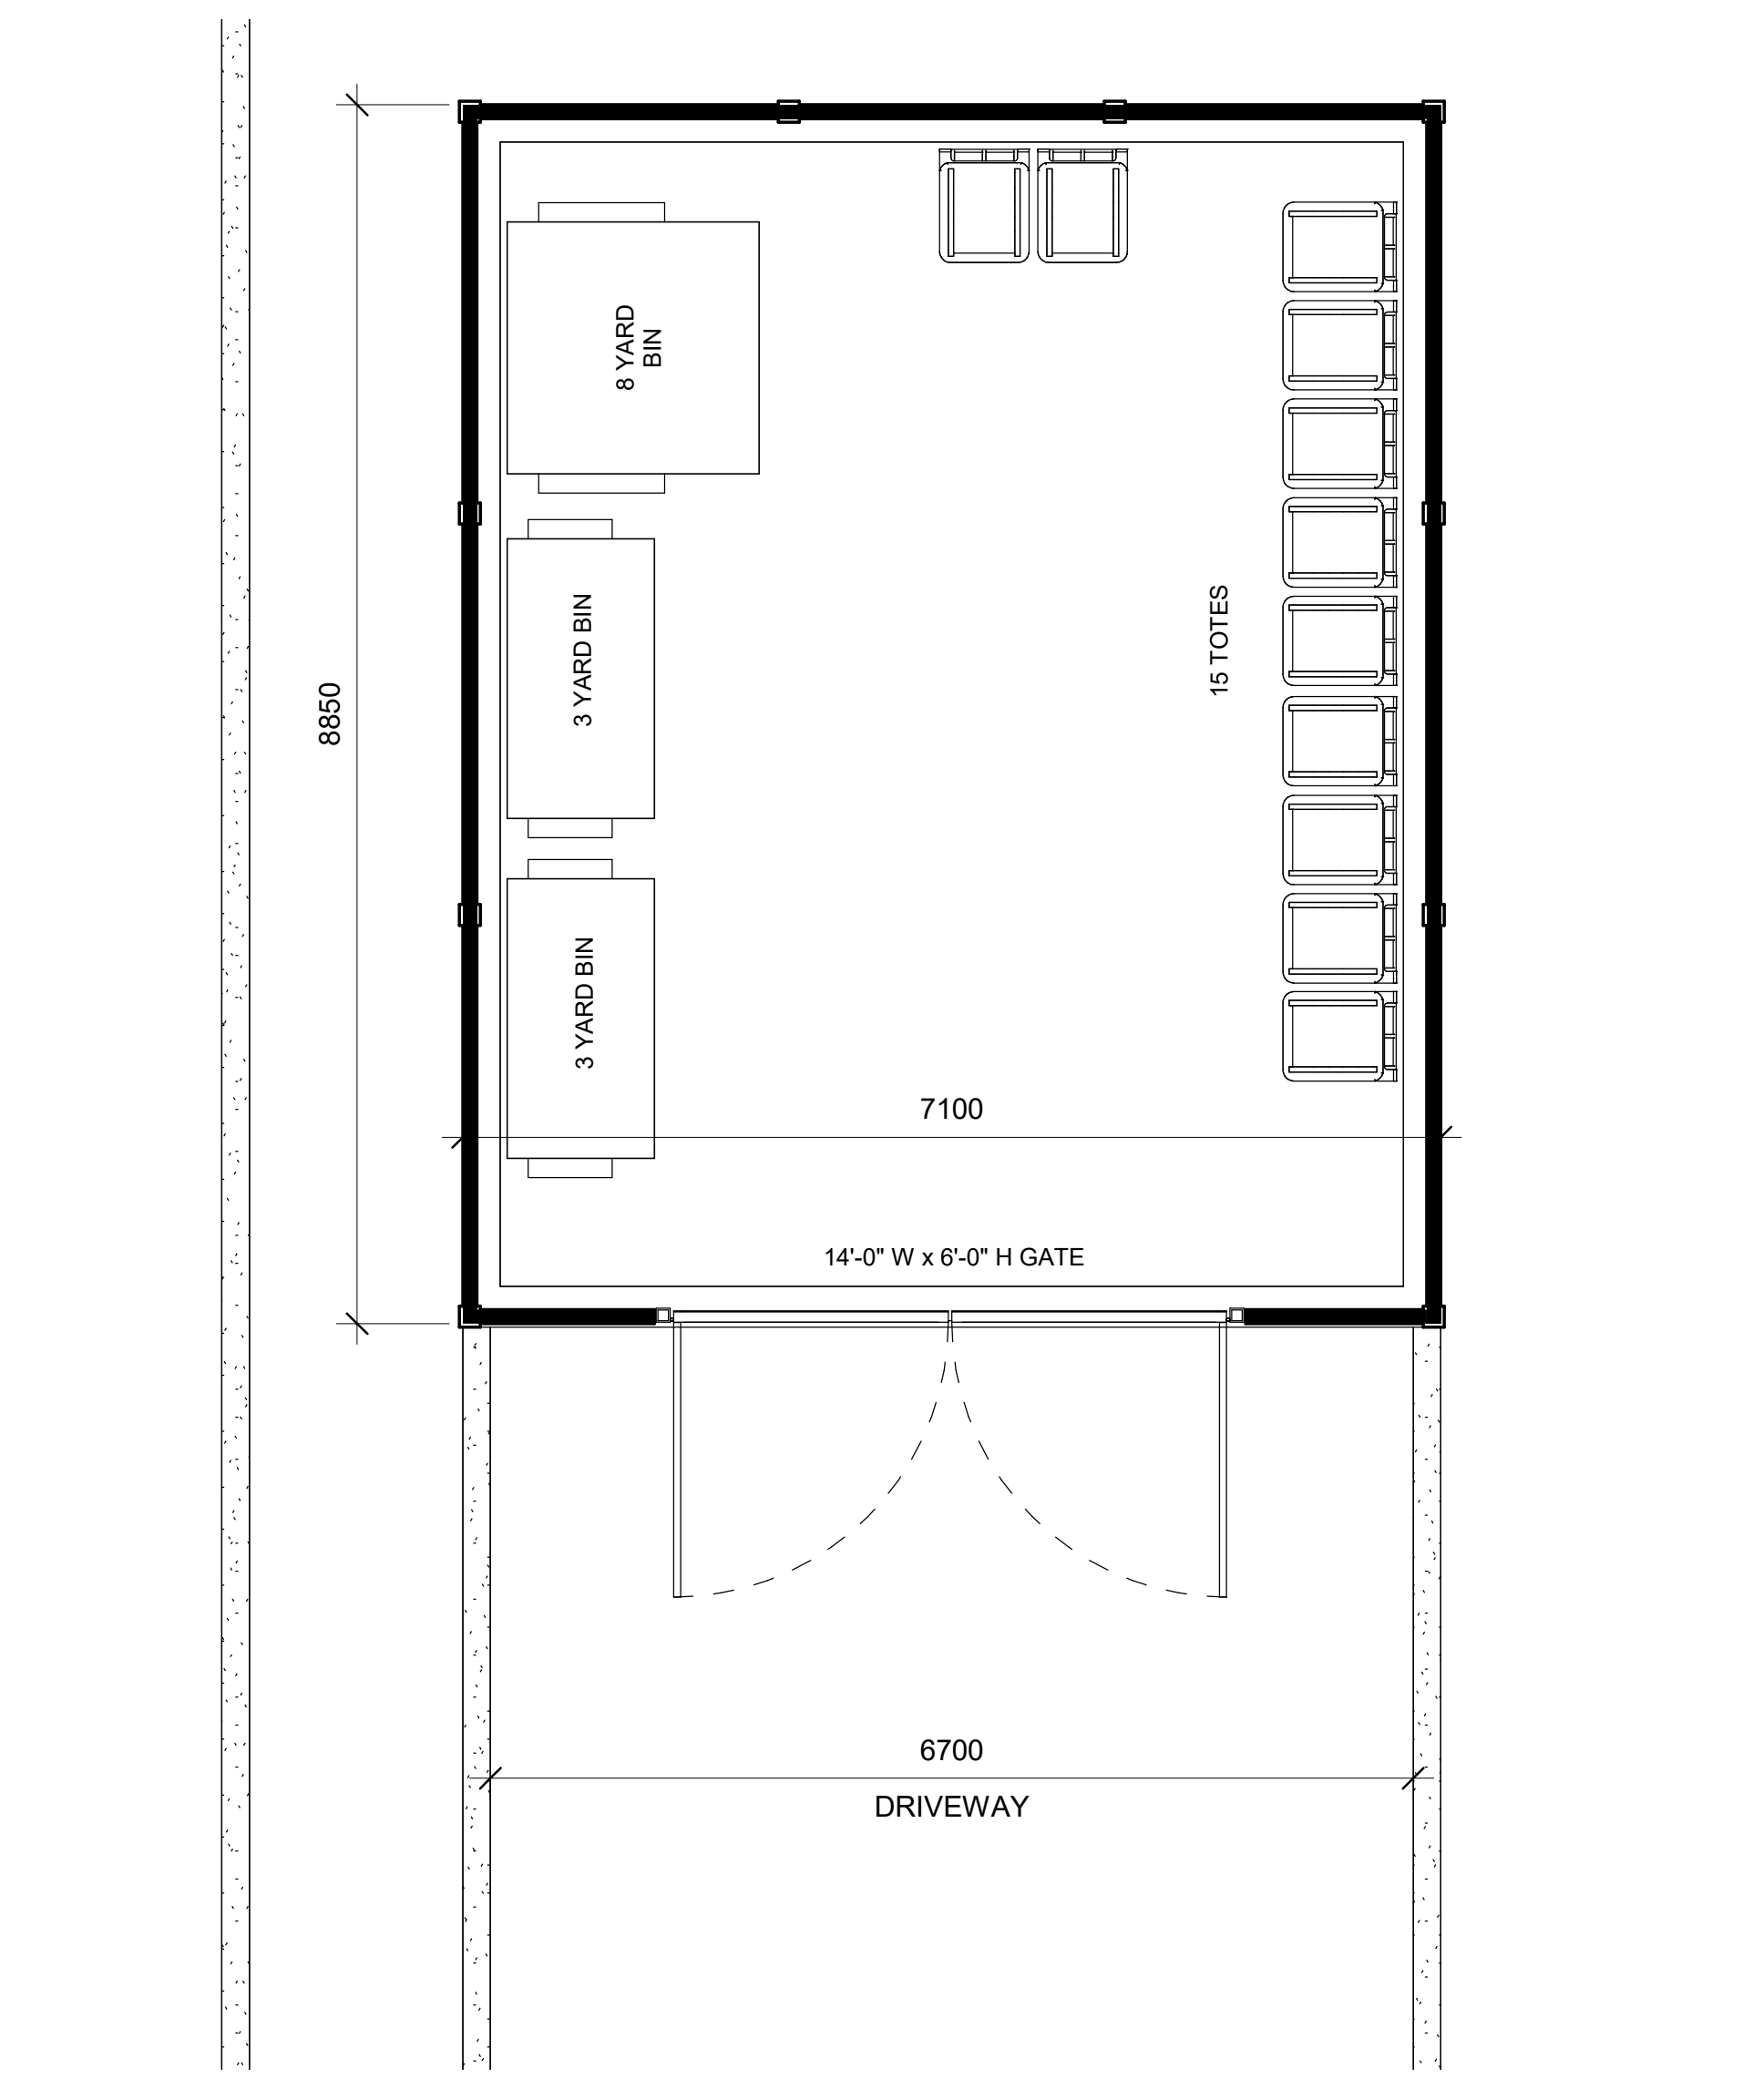 8 YARD
BIN
3 YARD BIN
15 TOTES
8850
3 YARD BIN
7100
14'-0" W x 6'-0" H GATE
6700
DRIVEWAY